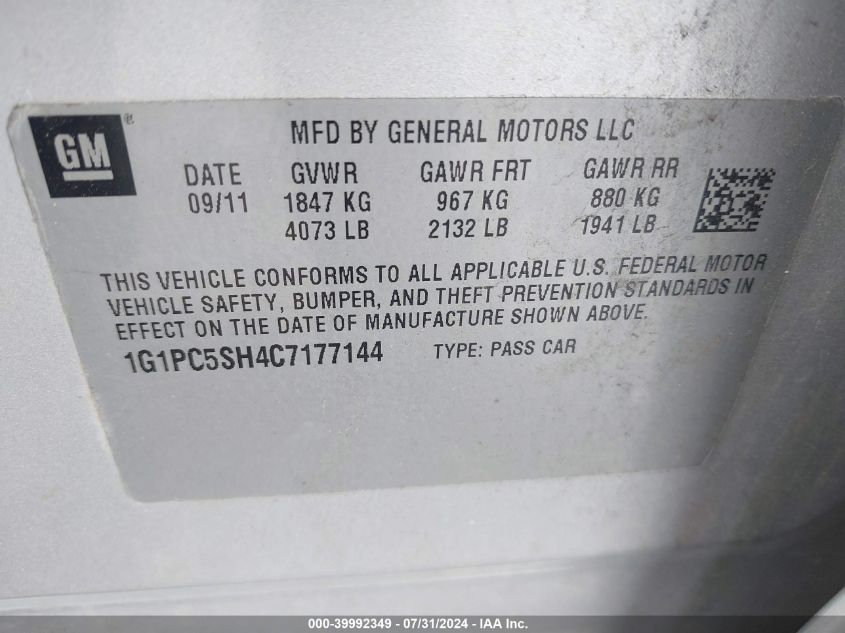 GM®
MFD BY GENERAL MOTORS LLC
DATE GVWR GAWR FRT GAWR RR
09/11 1847 KG 967 KG 880 KG
4073 LB 2132 LB 1941 LB
THIS VEHICLE CONFORMS TO ALL APPLICABLE U.S. FEDERAL MOTOR
VEHICLE SAFETY, BUMPER, AND THEFT PREVENTION STANDARDS IN
EFFECT ON THE DATE OF MANUFACTURE SHOWN ABOVE.
1G1PC5SH4C7177144 TYPE: PASS CAR
000-39992349 - 07/31/2024 - IAA Inc.